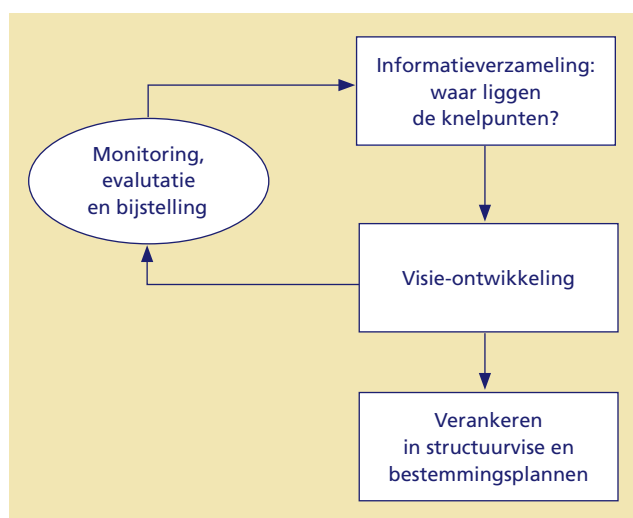 Informatieverzameling:
waar liggen
de knelpunten?
Monitoring,
evalutatie
en bijstelling
Visie-ontwikkeling
Verankeren
in structuurvise en
bestemmingsplannen